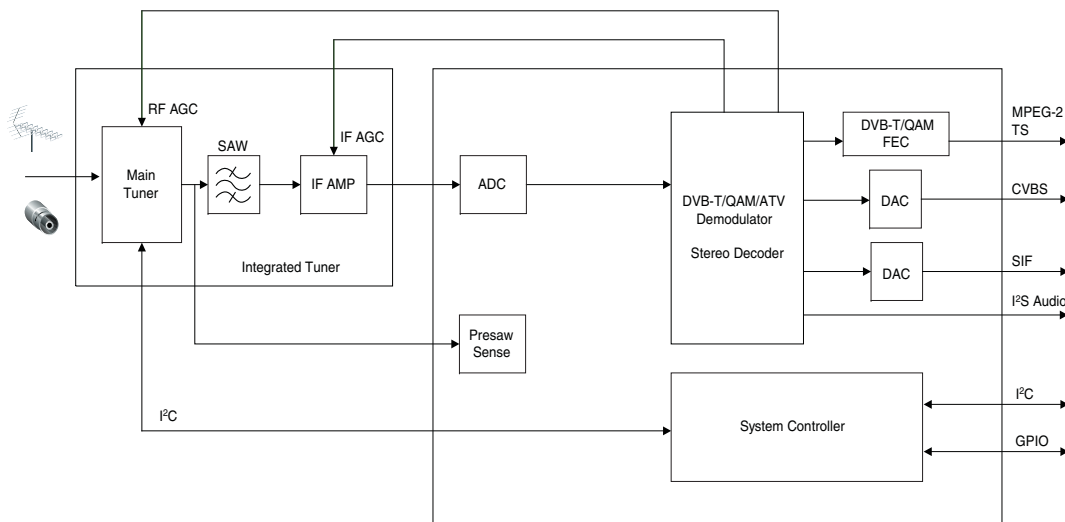 RF AGC
IF AGC
SAW
Main
Tuner
IF AMP
Integrated Tuner
ADC
Presaw
Sense
DVB-T/QAM/ATV
Demodulator
Stereo Decoder
DVB-T/QAM
FEC
DAC
DAC
MPEG-2
TS
CVBS
SIF
I²S Audio
I²C
System Controller
I²C
GPIO